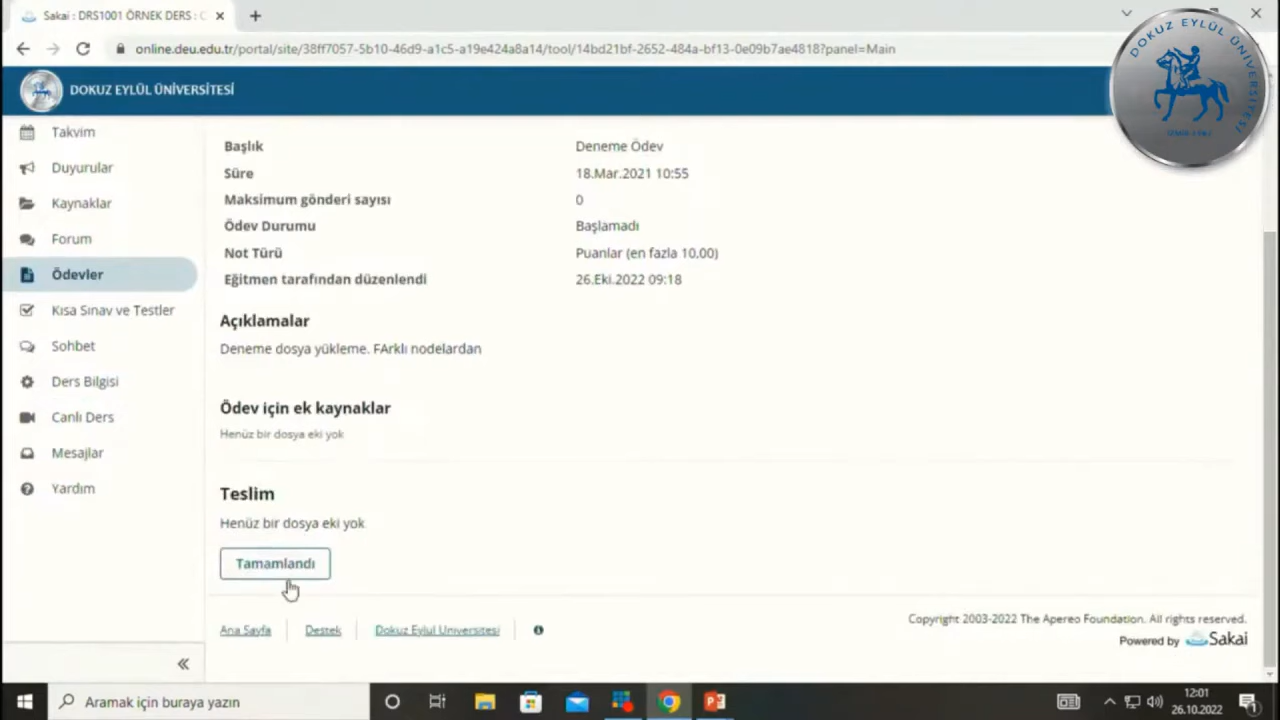 Sakai : DRS1001 ÖRNEK DERS : C
online.deu.edu.tr/portal/site/38ff7057-5b10-46d9-a1c5-a19e424a8a14/tool/14bd21bf-2652-484a-bf13-0e09b7ae4818?panel=Main
DOKUZ EYLÜL ÜNİVERSİTESİ
DOKUZ EYLÜL ÜNİVERSİTESİ
Takvim
Duyurular
Kaynaklar
Forum
Ödevler
Kısa Sınav ve Testler
Sohbet
Ders Bilgisi
Canlı Ders
Mesajlar
Yardım
Başlık Deneme Ödev
Süre 18.Mar.2021 10:55
Maksimum gönderi sayısı 0
Ödev Durumu Başlamadı
Not Türü Puanlar (en fazla 10,00)
Eğitmen tarafından düzenlendi 26.Eki.2022 09:18
Açıklamalar
Deneme dosya yükleme. FArklı nodelardan
Ödev için ek kaynaklar
Henüz bir dosya eki yok
Teslim
Henüz bir dosya eki yok
Tamamlandı
Ana Sayfa Destek Dokuz Eylul Universitesi
Copyright 2003-2022 The Apereo Foundation. All rights reserved.
Powered by Sakai
Aramak için buraya yazın
12:01
26.10.2022
1